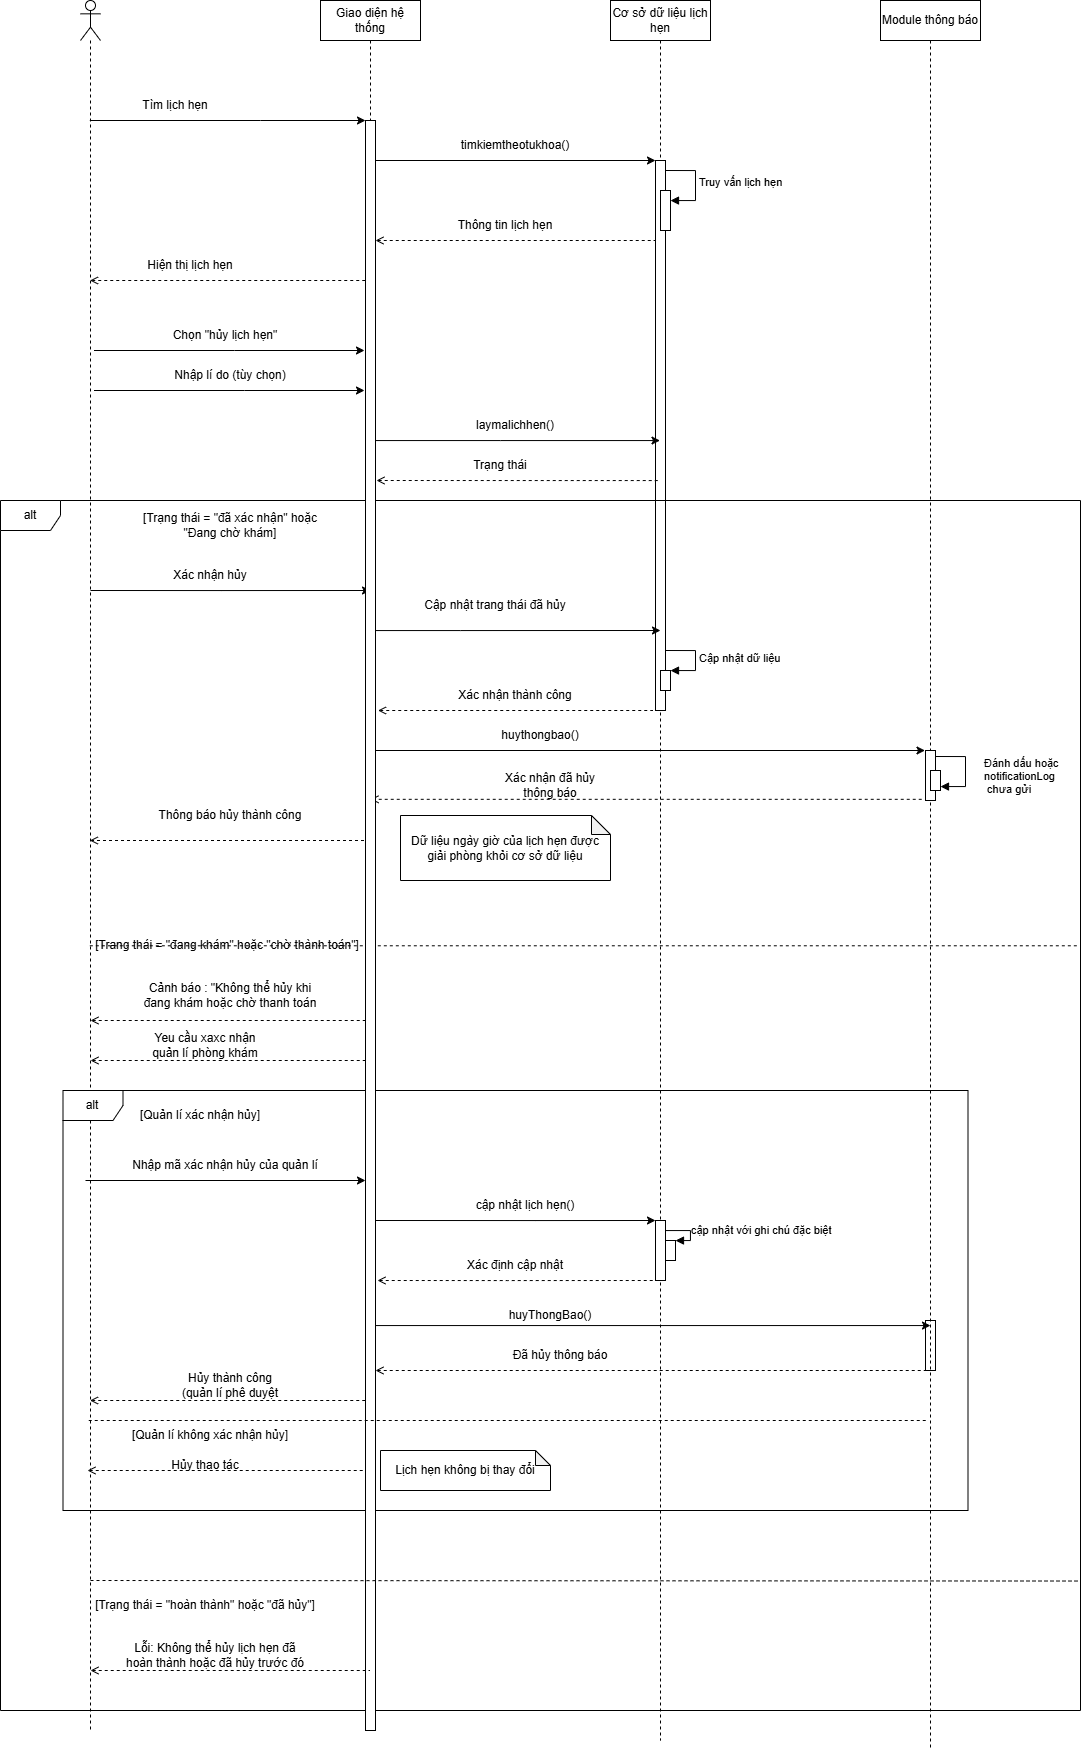 Giao diện hệ
thống
Cơ sở dữ liệu lịch
hẹn
Module thông báo
Tìm lịch hẹn
timkiemtheotukhoa()
Truy vấn lịch hẹn
Thông tin lịch hẹn
Hiện thị lịch hẹn
Chọn "hủy lịch hẹn"
Nhập lí do (tùy chọn)
laymalichhen()
Trạng thái
alt
[Trạng thái = "đã xác nhận" hoặc
"Đang chờ khám]
Xác nhận hủy
Cập nhật trang thái đã hủy
Cập nhật dữ liệu
Xác nhận thành công
huythongbao()
Đánh dấu hoặc
notificationLog
chưa gửi
Xác nhận đã hủy
thông báo
Thông báo hủy thành công
Dữ liệu ngày giờ của lịch hẹn được
giải phòng khỏi cơ sở dữ liệu
[Trang thái = "đang khám" hoặc "chờ thành toán"]
Cảnh báo : "Không thể hủy khi
đang khám hoặc chờ thanh toán
Yeu cầu xaxc nhận
quản lí phòng khám
alt
[Quản lí xác nhận hủy]
Nhập mã xác nhận hủy của quản lí
cập nhật lịch hẹn()
cập nhật với ghi chú đặc biệt
Xác định cập nhật
huyThongBao()
Đã hủy thông báo
Hủy thành công
(quản lí phê duyệt
[Quản lí không xác nhận hủy]
Hủy thao tác
Lịch hẹn không bị thay đổi
[Trạng thái = "hoàn thành" hoặc "đã hủy"]
Lỗi: Không thể hủy lịch hẹn đã
hoàn thành hoặc đã hủy trước đó